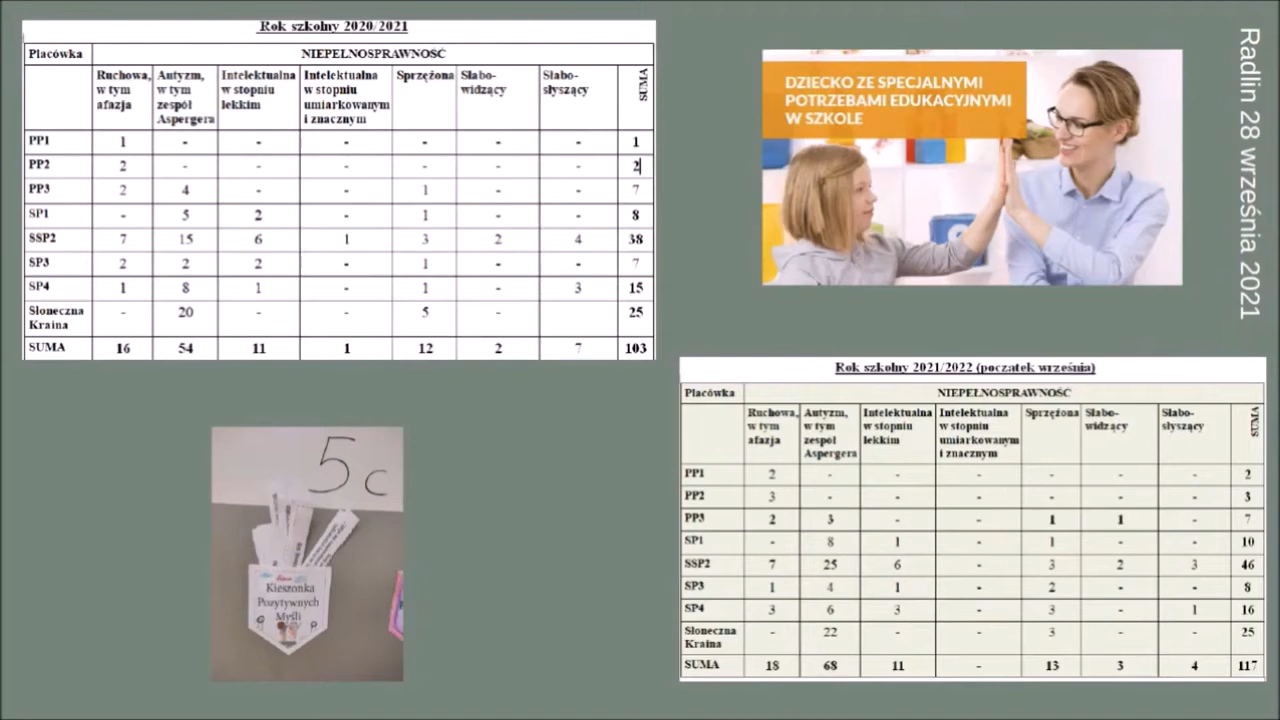 Rok szkolny 2020/2021
Placówka NIEPEŁNOSPRAWNOŚĆ
Ruchowa, w tym afazja Autyzm, w tym zespół Aspergera Intelektualna w stopniu lekkim Intelektualna w stopniu umiarkowanym i znacznym Sprzężona Słabo-widzący Słabo-słyszący SUMA
PP1 1 - - - - - - 1
PP2 2 - - - - - - 2
PP3 2 4 - - 1 - - 7
SP1 - 5 2 - 1 - - 8
SSP2 7 15 6 1 3 2 4 38
SP3 2 2 2 - 1 - - 7
SP4 1 8 1 - 1 - 3 15
Słoneczna Kraina - 20 - - 5 - 25
SUMA 16 54 11 1 12 2 7 103
DZIECKO ZE SPECJALNYMI
POTRZEBAMI EDUKACYJNYMI
W SZKOLE
Radlin 28 września 2021
5c
Kieszonka
Pozytywnych
Myśli
Rok szkolny 2021/2022 (początek września)
Placówka NIEPEŁNOSPRAWNOŚĆ
Ruchowa, w tym afazja Autyzm, w tym zespół Aspergera Intelektualna w stopniu lekkim Intelektualna w stopniu umiarkowanym i znacznym Sprzężona Słabo-widzący Słabo-słyszący SUMA
PP1 2 - - - - - - 2
PP2 3 - - - - - - 3
PP3 2 3 - - 1 1 - 7
SP1 - 8 1 - 1 - - 10
SSP2 7 25 6 - 3 2 3 46
SP3 1 4 1 - 2 - - 8
SP4 3 6 3 - 3 - 1 16
Słoneczna Kraina - 22 - - 3 - - 25
SUMA 18 68 11 - 13 3 4 117